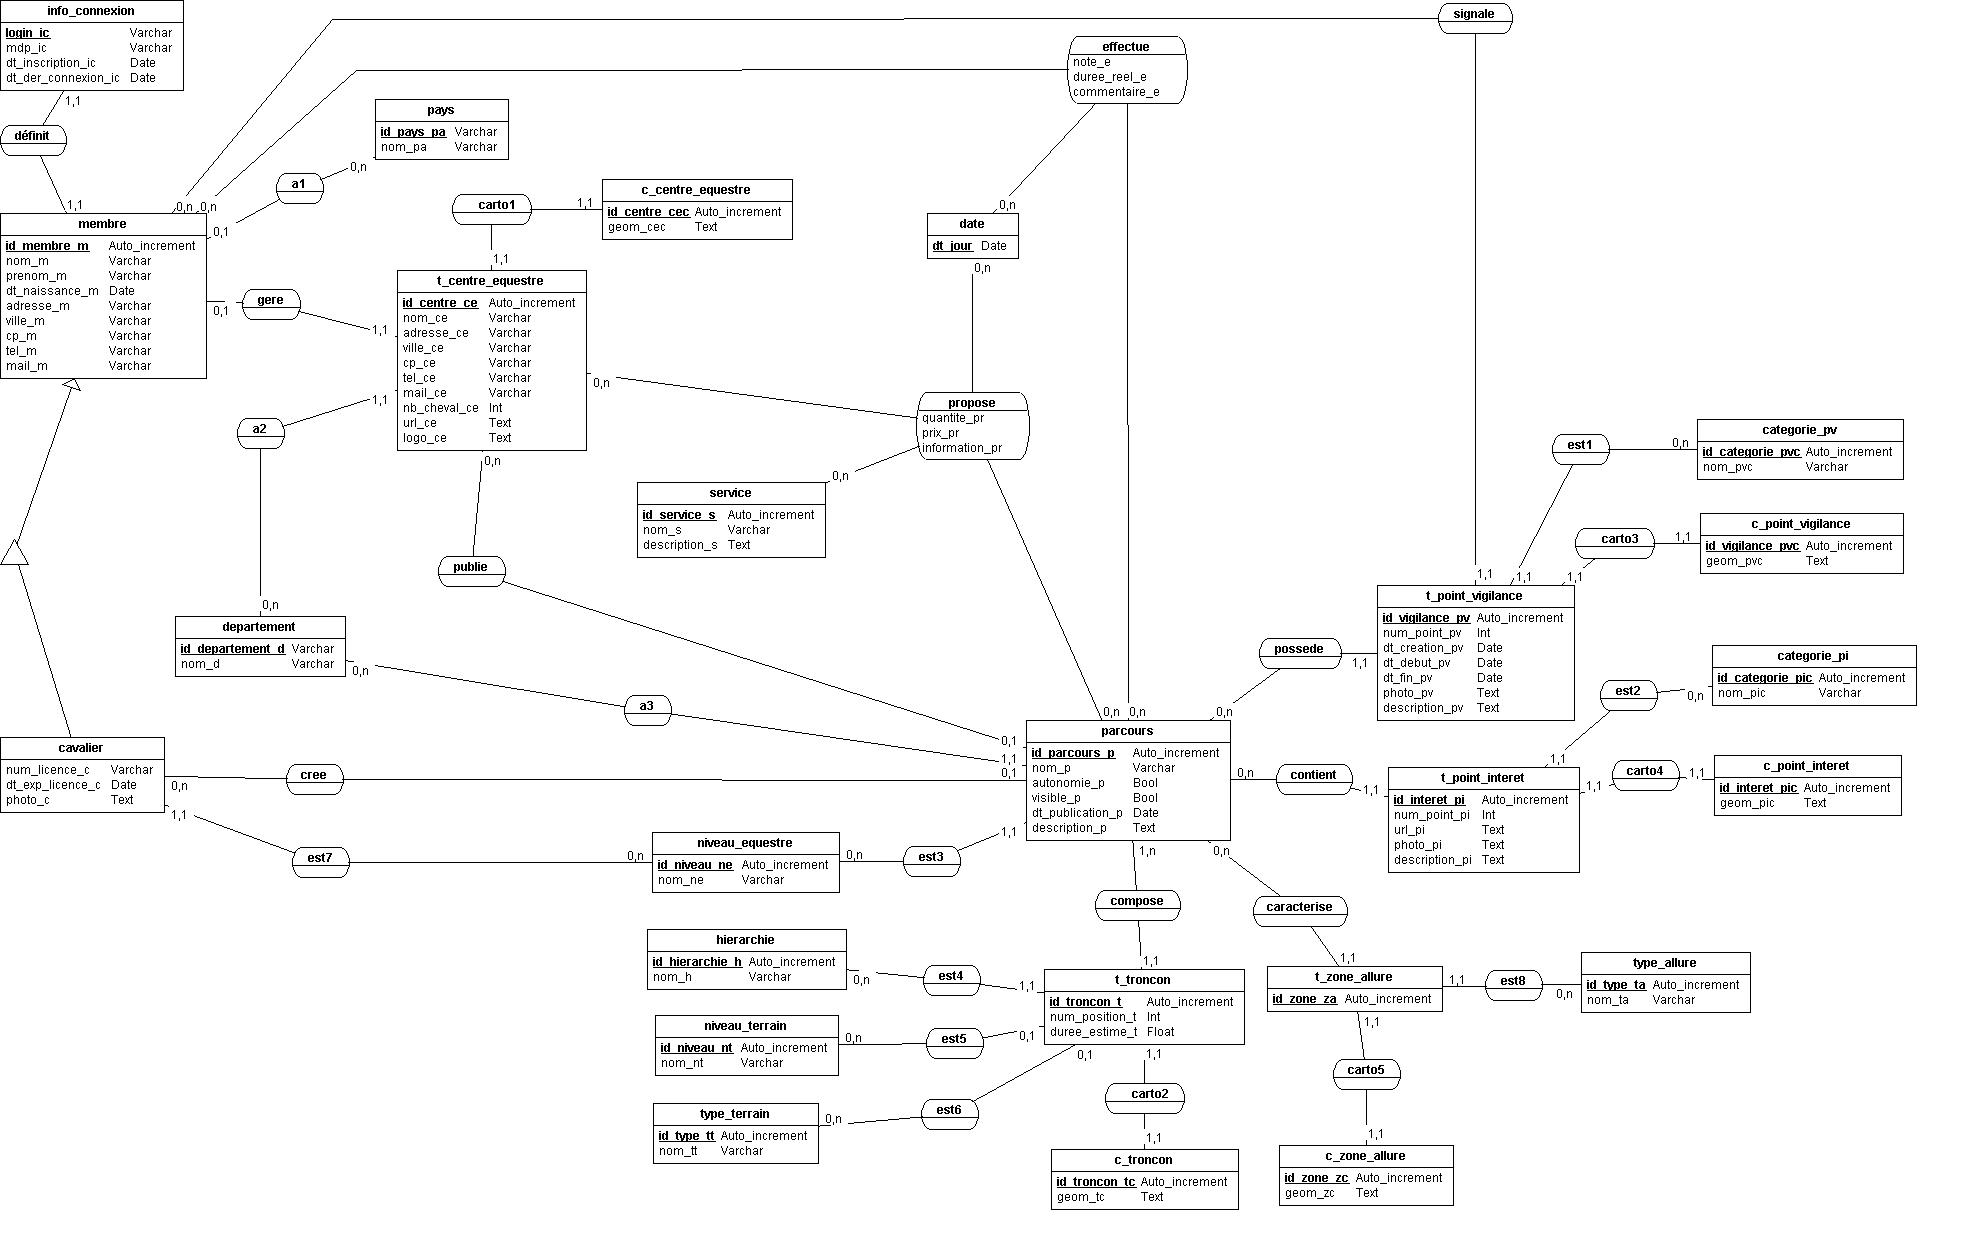 info_connexion
login_ic Varchar
mdp_ic Varchar
dt_inscription_ic Date
dt_der_connexion_ic Date
1,1
définit
1,1
signale
0,n
1,1
effectue
note_e
duree_reel_e
commentaire_e
0,n
0,n
0,n
pays
id_pays_pa Varchar
nom_pa Varchar
0,n
a1
0,1
membre
id_membre_m Auto_increment
nom_m Varchar
prenom_m Varchar
dt_naissance_m Date
adresse_m Varchar
ville_m Varchar
cp_m Varchar
tel_m Varchar
mail_m Varchar
0,1
gere
1,1
carto1
1,1
1,1
c_centre_equestre
id_centre_cec Auto_increment
geom_cec Text
t_centre_equestre
id_centre_ce Auto_increment
nom_ce Varchar
adresse_ce Varchar
ville_ce Varchar
cp_ce Varchar
tel_ce Varchar
mail_ce Varchar
nb_cheval_ce Int
url_ce Text
logo_ce Text
date
dt_jour Date
0,n
0,n
propose
quantite_pr
prix_pr
information_pr
0,n
0,n
service
id_service_s Auto_increment
nom_s Varchar
description_s Text
1,1
a2
0,n
0,n
publie
0,1
departement
id_departement_d Varchar
nom_d Varchar
0,n
a3
1,1
categorie_pv
id_categorie_pvc Auto_increment
nom_pvc Varchar
0,n
est1
1,1
c_point_vigilance
id_vigilance_pvc Auto_increment
geom_pvc Text
1,1
carto3
1,1
t_point_vigilance
id_vigilance_pv Auto_increment
num_point_pv Int
dt_creation_pv Date
dt_debut_pv Date
dt_fin_pv Date
photo_pv Text
description_pv Text
possede
1,1
0,n
categorie_pi
id_categorie_pic Auto_increment
nom_pic Varchar
0,n
est2
1,1
parcours
id_parcours_p Auto_increment
nom_p Varchar
autonomie_p Bool
visible_p Bool
dt_publication_p Date
description_p Text
cavalier
num_licence_c Varchar
dt_exp_licence_c Date
photo_c Text
0,n
cree
0,1
0,n
contient
1,1
t_point_interet
id_interet_pi Auto_increment
num_point_pi Int
url_pi Text
photo_pi Text
description_pi Text
1,1
carto4
1,1
c_point_interet
id_interet_pic Auto_increment
geom_pic Text
1,1
est7
0,n
niveau_equestre
id_niveau_ne Auto_increment
nom_ne Varchar
0,n
est3
1,1
1,n
compose
1,1
0,n
caracterise
1,1
hierarchie
id_hierarchie_h Auto_increment
nom_h Varchar
0,n
est4
1,1
t_troncon
id_troncon_t Auto_increment
num_position_t Int
duree_estime_t Float
t_zone_allure
id_zone_za Auto_increment
1,1
est8
0,n
type_allure
id_type_ta Auto_increment
nom_ta Varchar
niveau_terrain
id_niveau_nt Auto_increment
nom_nt Varchar
0,n
est5
0,1
type_terrain
id_type_tt Auto_increment
nom_tt Varchar
0,n
est6
0,1
1,1
carto2
1,1
c_troncon
id_troncon_tc Auto_increment
geom_tc Text
1,1
carto5
1,1
c_zone_allure
id_zone_zc Auto_increment
geom_zc Text